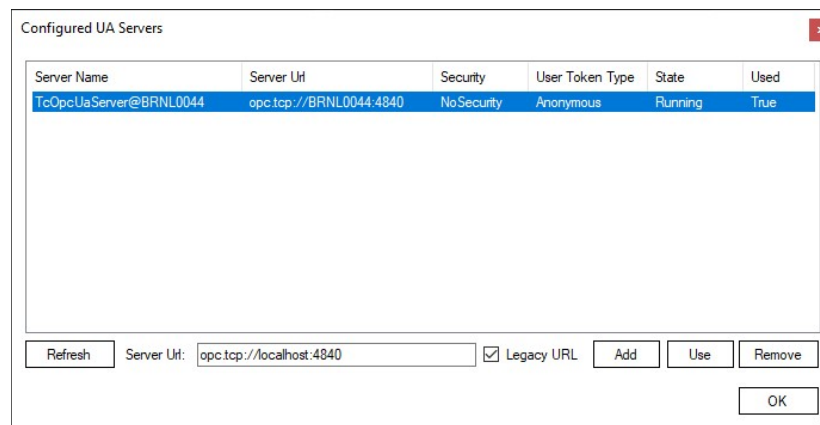 Configured UA Servers
Server Name Server Url Security User Token Type State Used
TcOpcUaServer@BRNL0044 opc.tcp://BRNL0044:4840 NoSecurity Anonymous Running True
Refresh Server Url: opc.tcp://localhost:4840 Legacy URL Add Use Remove
OK